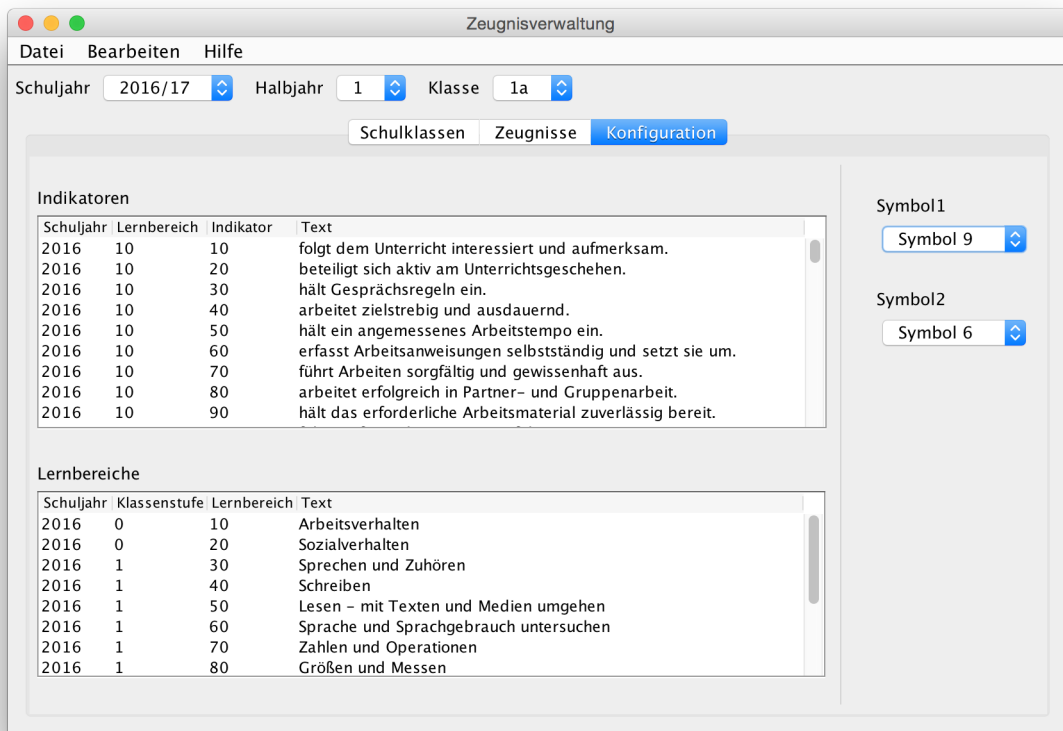 Zeugnisverwaltung
Datei Bearbeiten Hilfe
Schuljahr 2016/17 Halbjahr 1 Klasse 1a
Schulklassen Zeugnisse Konfiguration
Indikatoren
Schuljahr Lernbereich Indikator Text
2016 10 10 folgt dem Unterricht interessiert und aufmerksam.
2016 10 20 beteiligt sich aktiv am Unterrichtsgeschehen.
2016 10 30 hält Gesprächsregeln ein.
2016 10 40 arbeitet zielstrebig und ausdauernd.
2016 10 50 hält ein angemessenes Arbeitstempo ein.
2016 10 60 erfasst Arbeitsanweisungen selbstständig und setzt sie um.
2016 10 70 führt Arbeiten sorgfältig und gewissenhaft aus.
2016 10 80 arbeitet erfolgreich in Partner- und Gruppenarbeit.
2016 10 90 hält das erforderliche Arbeitsmaterial zuverlässig bereit.
Lernbereiche
Schuljahr Klassenstufe Lernbereich Text
2016 0 10 Arbeitsverhalten
2016 0 20 Sozialverhalten
2016 1 30 Sprechen und Zuhören
2016 1 40 Schreiben
2016 1 50 Lesen - mit Texten und Medien umgehen
2016 1 60 Sprache und Sprachgebrauch untersuchen
2016 1 70 Zahlen und Operationen
2016 1 80 Größen und Messen
Symbol1
Symbol 9
Symbol2
Symbol 6